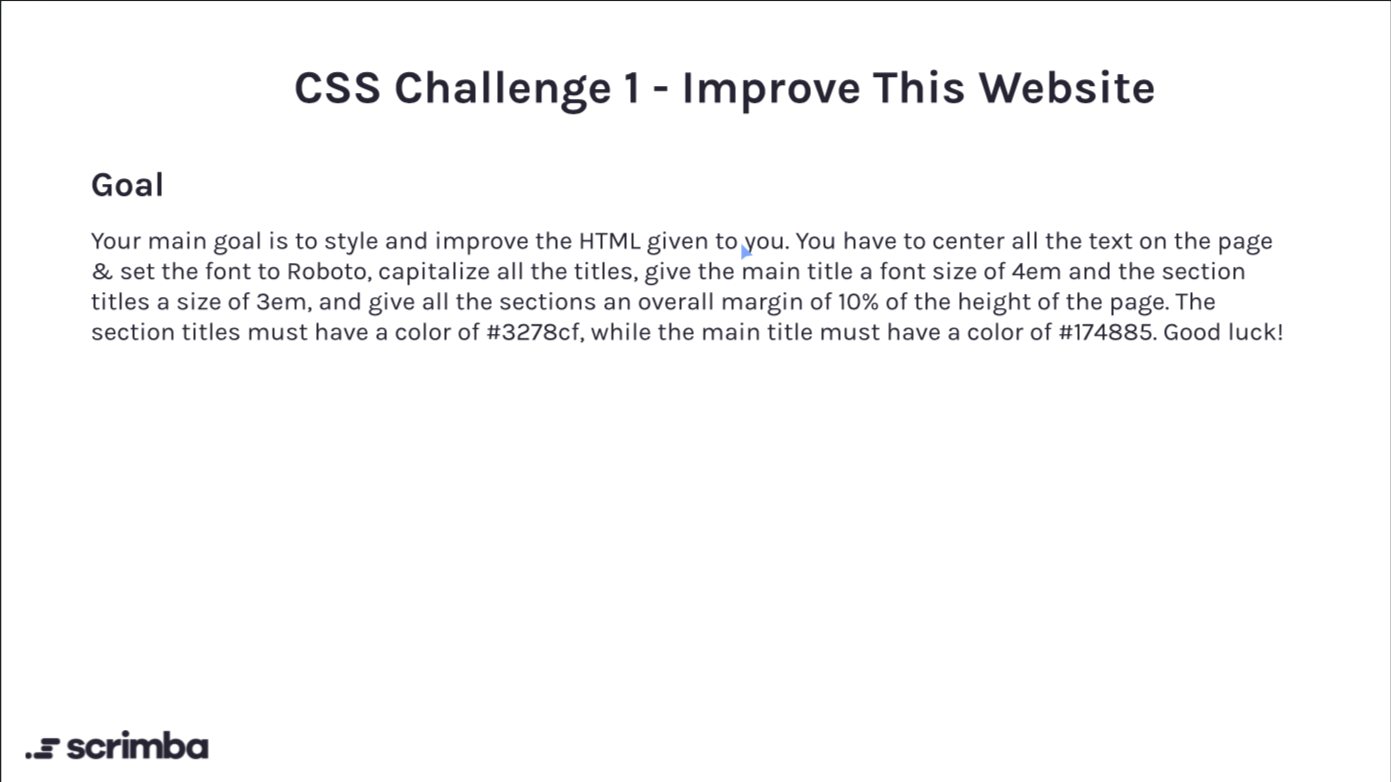 CSS Challenge 1 - Improve This Website
Goal
Your main goal is to style and improve the HTML given to you. You have to center all the text on the page
& set the font to Roboto, capitalize all the titles, give the main title a font size of 4em and the section
titles a size of 3em, and give all the sections an overall margin of 10% of the height of the page. The
section titles must have a color of #3278cf, while the main title must have a color of #174885. Good luck!
scrimba